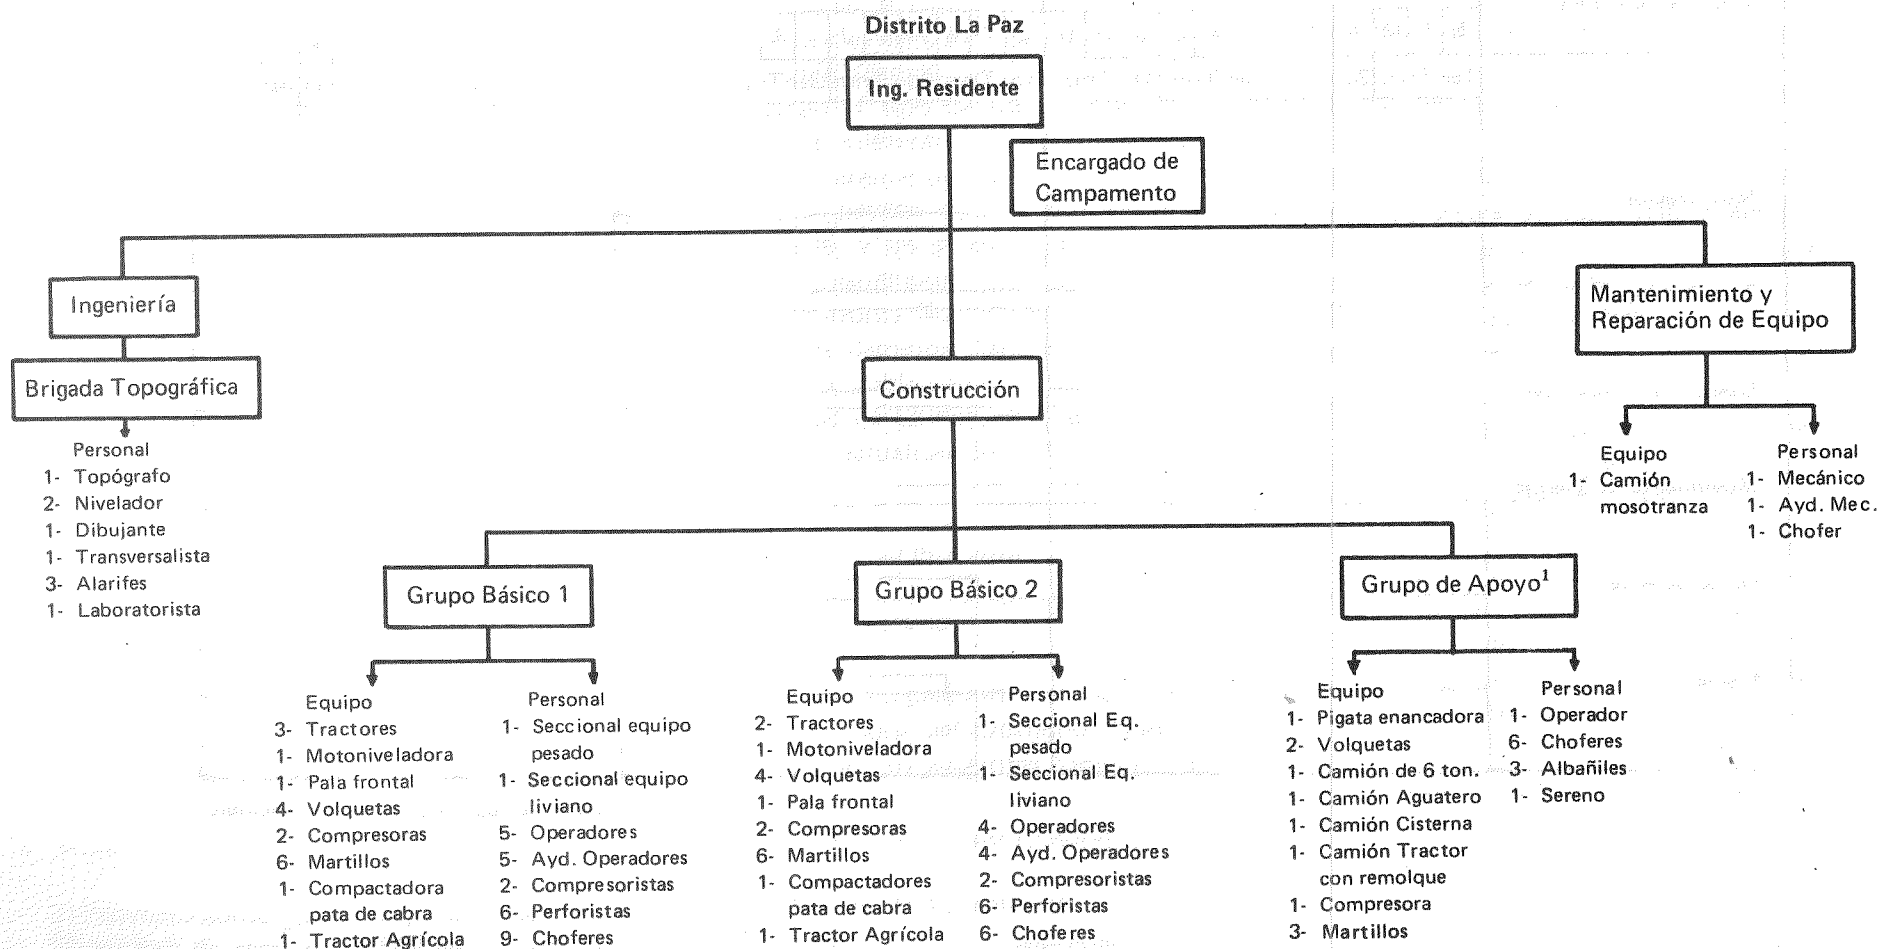 Distrito La Paz
Ing. Residente
Encargado de
Campamento
Ingeniería
Brigada Topográfica
Personal
1- Topógrafo
2- Nivelador
1- Dibujante
1- Transversalista
3- Alarifes
1- Laboratorista
Construcción
Mantenimiento y
Reparación de Equipo
Equipo
1- Camión
mosotranza
Personal
1- Mecánico
1- Ayd. Mec.
1- Chofer
Grupo Básico 1
Equipo
3- Tractores
1- Motoniveladora
1- Pala frontal
4- Volquetas
2- Compresoras
6- Martillos
1- Compactadora
pata de cabra
1- Tractor Agrícola
Personal
1- Seccional equipo
pesado
1- Seccional equipo
liviano
5- Operadores
5- Ayd. Operadores
2- Compresoristas
6- Perforistas
9- Choferes
Grupo Básico 2
Equipo
2- Tractores
1- Motoniveladora
4- Volquetas
1- Pala frontal
2- Compresoras
6- Martillos
1- Compactadores
pata de cabra
1- Tractor Agrícola
Personal
1- Seccional Eq.
pesado
1- Seccional Eq.
liviano
4- Operadores
4- Ayd. Operadores
2- Compresoristas
6- Perforistas
6- Choferes
Grupo de Apoyo¹
Equipo
1- Pigata enancadora
2- Volquetas
1- Camión de 6 ton.
1- Camión Aguatero
1- Camión Cisterna
1- Camión Tractor
con remolque
1- Compresora
3- Martillos
Personal
1- Operador
6- Choferes
3- Albañiles
1- Sereno